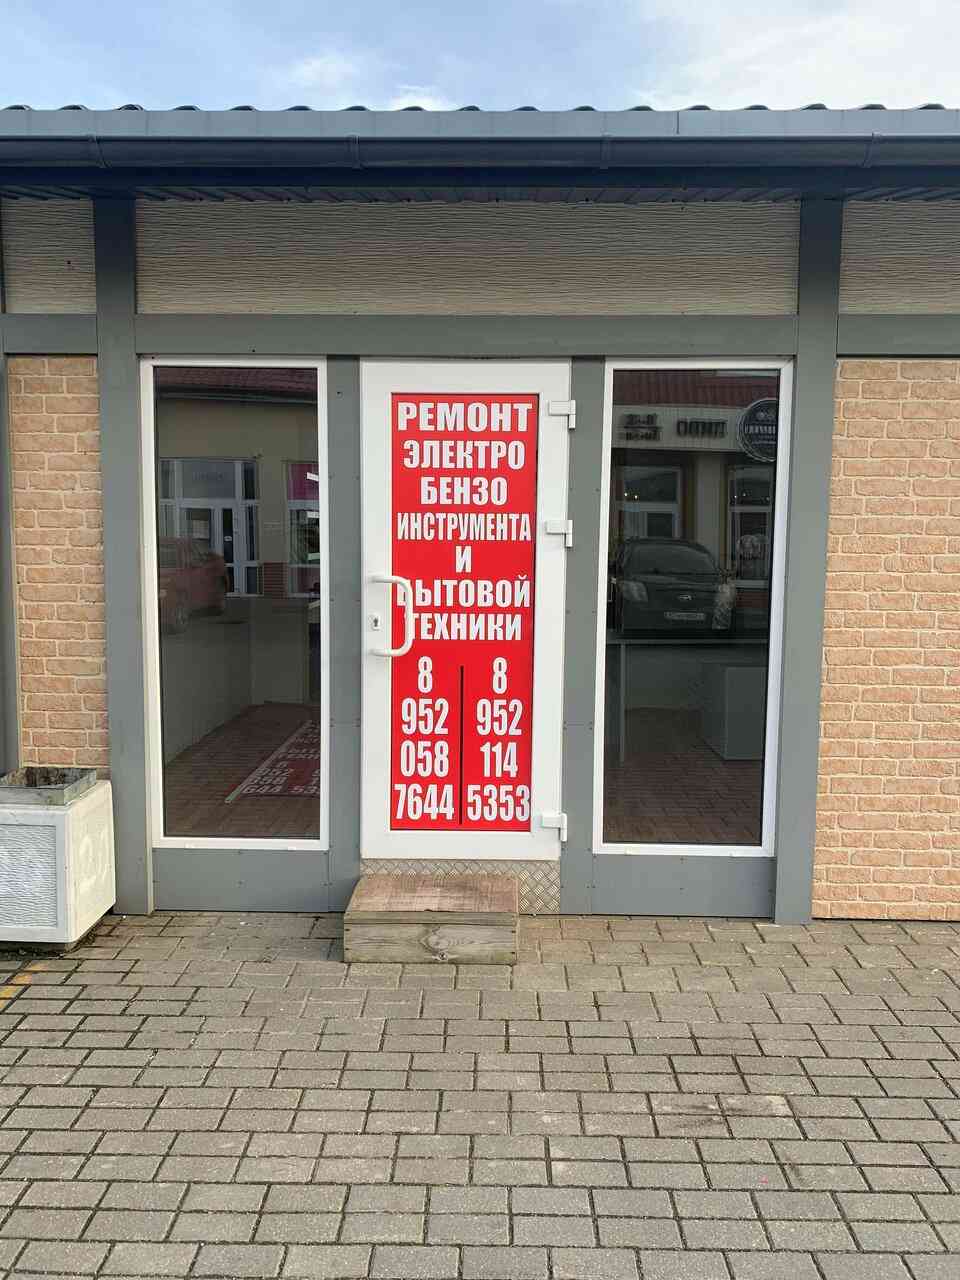 РЕМОНТ
ЭЛЕКТРО
БЕНЗО
ИНСТРУМЕНТА
И
БЫТОВОЙ
ТЕХНИКИ
8 8
952 952
058 114
7644 5353